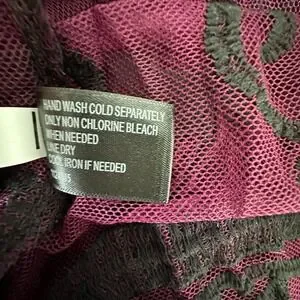 HAND WASH COLD SEPARATELY
ONLY NON CHLORINE BLEACH
WHEN NEEDED
LINE DRY
COOL IRON IF NEEDED